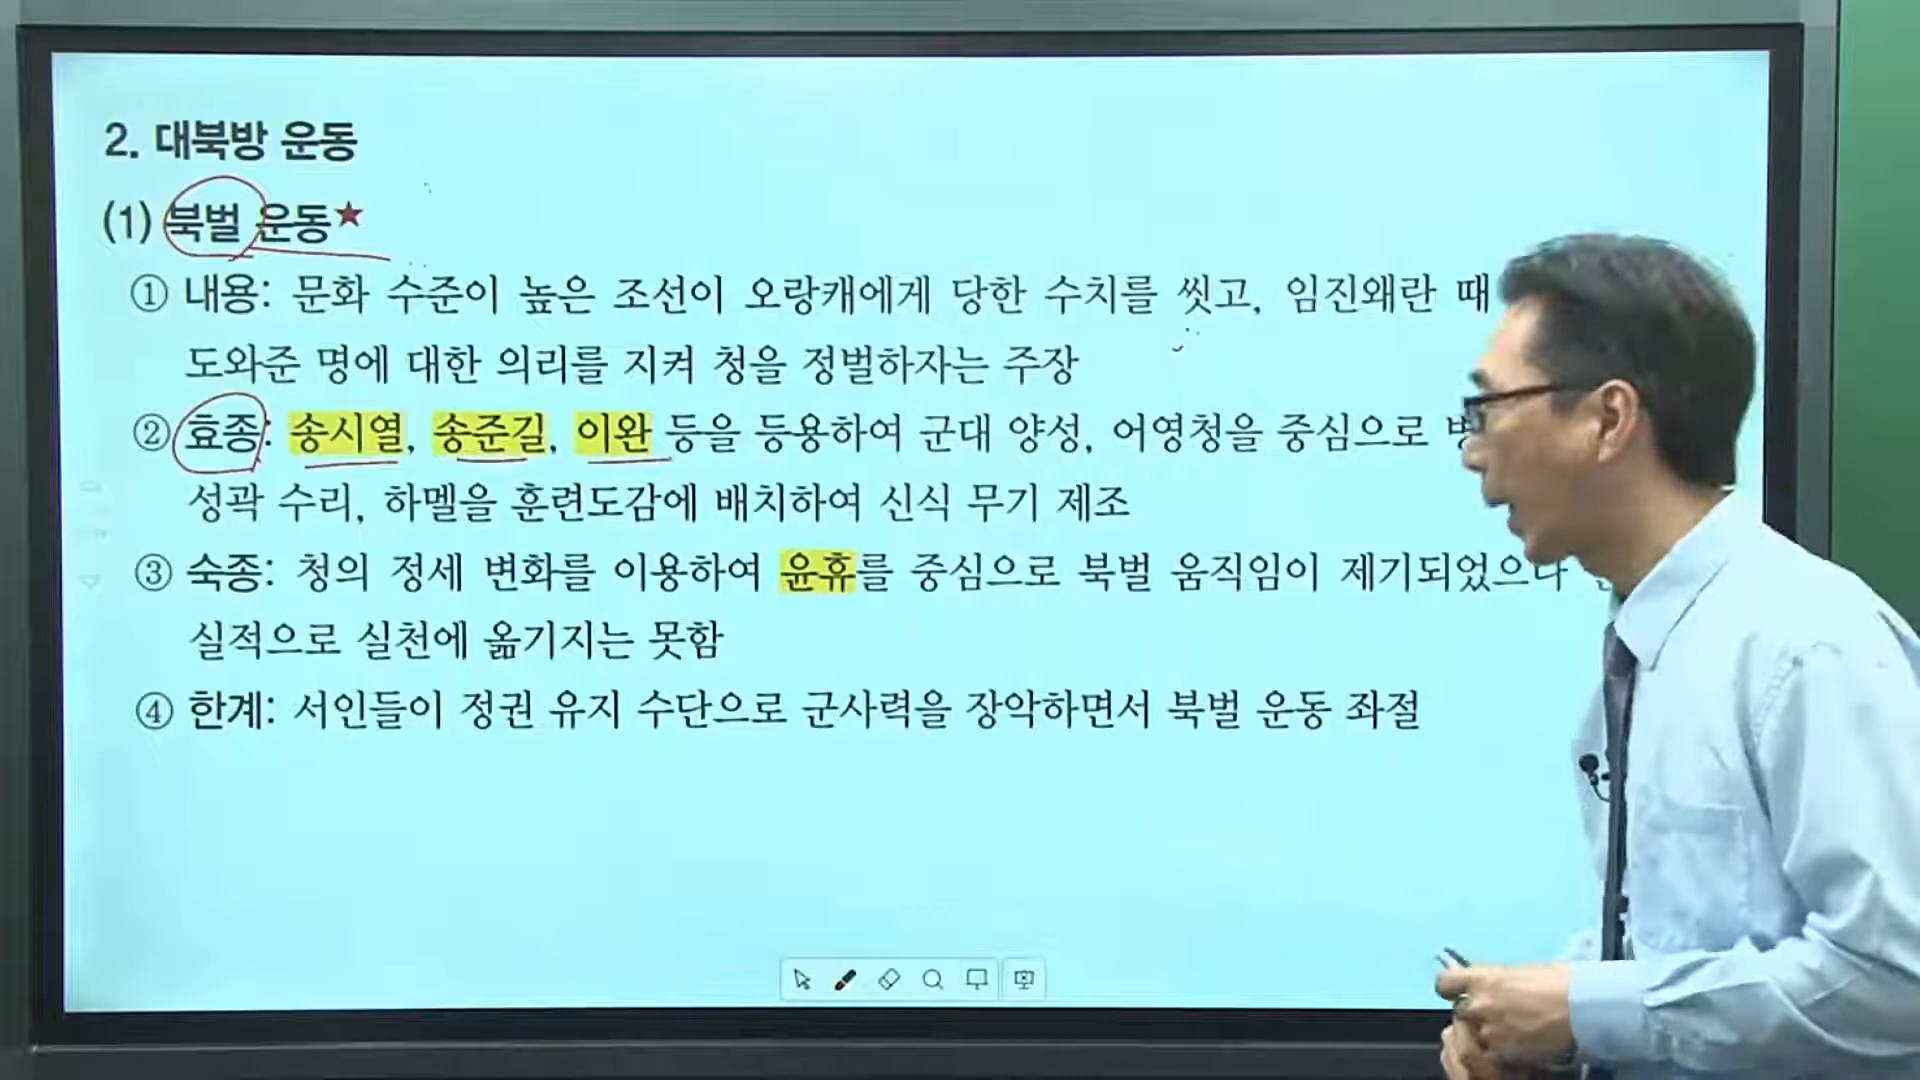 2. 대북방 운동
(1) 북벌 운동★
① 내용: 문화 수준이 높은 조선이 오랑캐에게 당한 수치를 씻고, 임진왜란 때
도와준 명에 대한 의리를 지켜 청을 정벌하자는 주장
② 효종: 송시열, 송준길, 이완 등을 등용하여 군대 양성, 어영청을 중심으로
성곽 수리, 하멜을 훈련도감에 배치하여 신식 무기 제조
③ 숙종: 청의 정세 변화를 이용하여 윤휴를 중심으로 북벌 움직임이 제기되었으나
실적으로 실천에 옮기지는 못함
④ 한계: 서인들이 정권 유지 수단으로 군사력을 장악하면서 북벌 운동 좌절